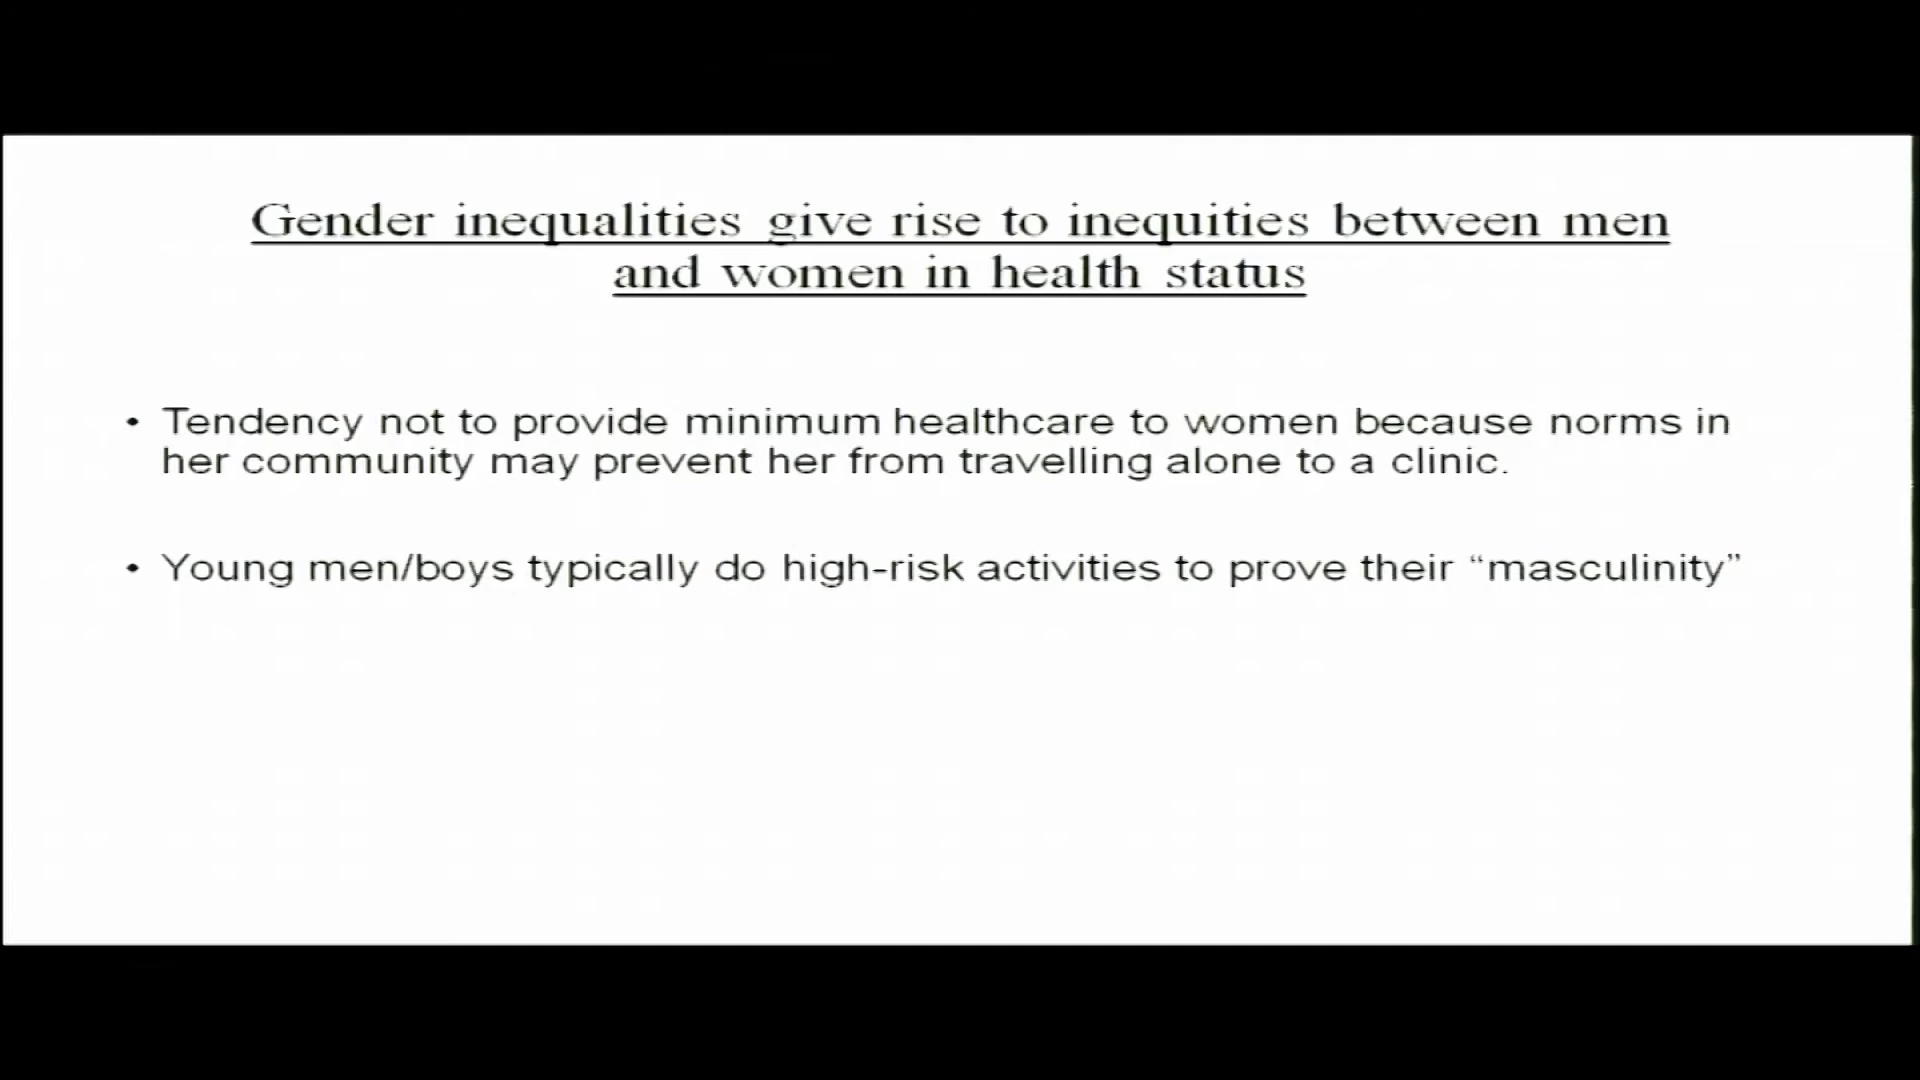 Gender inequalities give rise to inequities between men
and women in health status
• Tendency not to provide minimum healthcare to women because norms in
her community may prevent her from travelling alone to a clinic.
• Young men/boys typically do high-risk activities to prove their “masculinity”